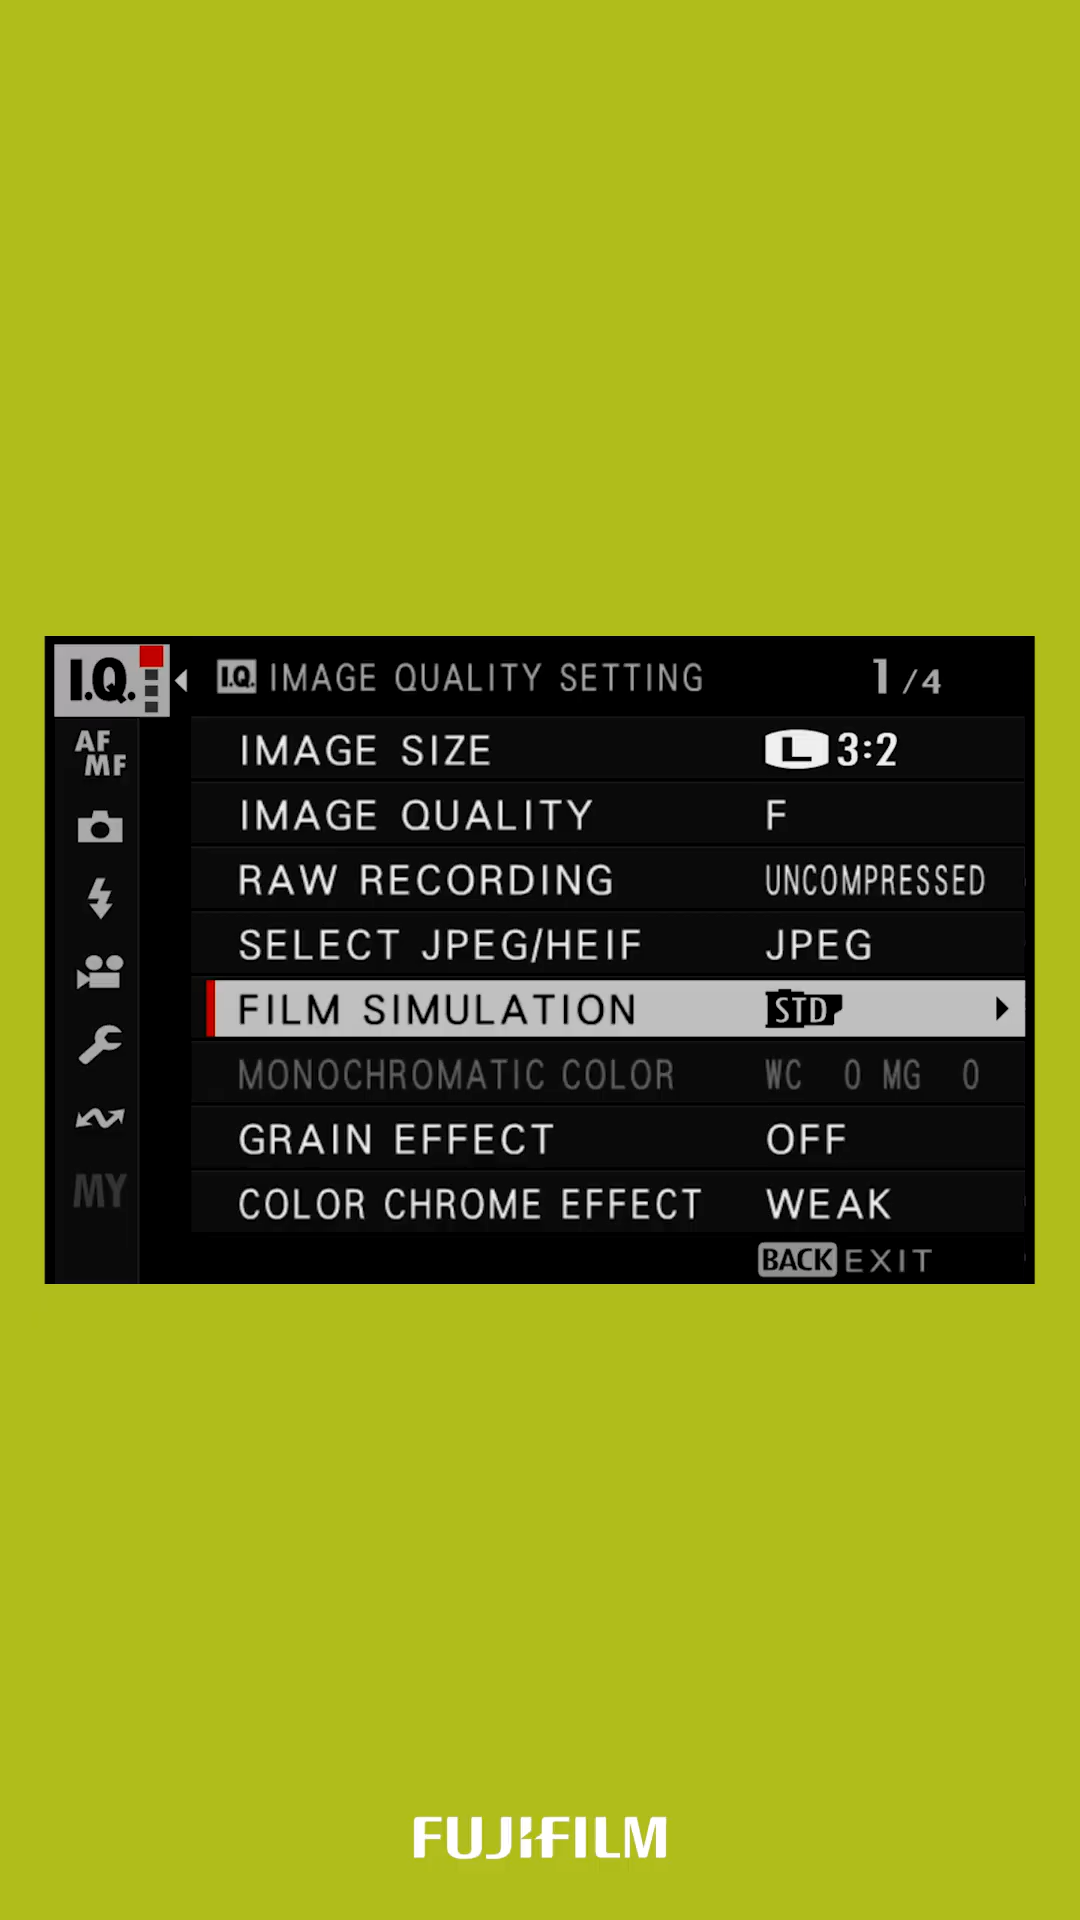 I.Q. I.Q. IMAGE QUALITY SETTING 1/4
AF
MF
IMAGE SIZE L 3:2
IMAGE QUALITY F
RAW RECORDING UNCOMPRESSED
SELECT JPEG/HEIF JPEG
FILM SIMULATION STD
MONOCHROMATIC COLOR WC 0 MG 0
GRAIN EFFECT OFF
MY
COLOR CHROME EFFECT WEAK
BACK EXIT
FUJIFILM